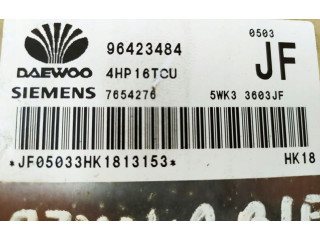 0503
96423484 JF
DAEWOO 4HP16TCU
SIEMENS 7654276 5WK3 3603JF
*JF05033HK1813153* HK18